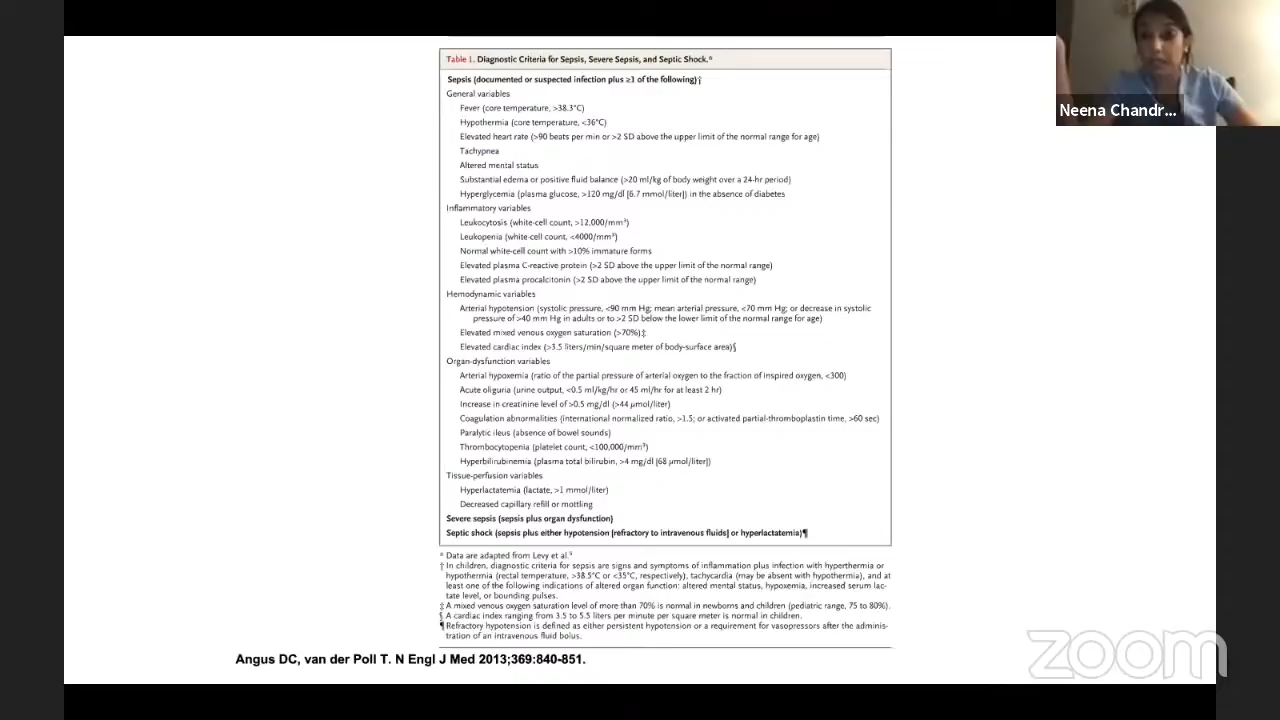 Table 1. Diagnostic Criteria for Sepsis, Severe Sepsis, and Septic Shock.*
Sepsis (documented or suspected infection plus ≥1 of the following)†
General variables
Fever (core temperature, >38.3°C)
Hypothermia (core temperature, <36°C)
Elevated heart rate (>90 beats per min or >2 SD above the upper limit of the normal range for age)
Tachypnea
Altered mental status
Substantial edema or positive fluid balance (>20 ml/kg of body weight over a 24-hr period)
Hyperglycemia (plasma glucose, >120 mg/dl [6.7 mmol/liter]) in the absence of diabetes
Inflammatory variables
Leukocytosis (white-cell count, >12,000/mm³)
Leukopenia (white-cell count, <4000/mm³)
Normal white-cell count with >10% immature forms
Elevated plasma C-reactive protein (>2 SD above the upper limit of the normal range)
Elevated plasma procalcitonin (>2 SD above the upper limit of the normal range)
Hemodynamic variables
Arterial hypotension (systolic pressure, <90 mm Hg; mean arterial pressure, <70 mm Hg; or decrease in systolic
pressure of >40 mm Hg in adults or to >2 SD below the lower limit of the normal range for age)
Elevated mixed venous oxygen saturation (>70%)‡
Elevated cardiac index (>3.5 liters/min/square meter of body-surface area)§
Organ-dysfunction variables
Arterial hypoxemia (ratio of the partial pressure of arterial oxygen to the fraction of inspired oxygen, <300)
Acute oliguria (urine output, <0.5 ml/kg/hr or 45 ml/hr for at least 2 hr)
Increase in creatinine level of >0.5 mg/dl (>44 μmol/liter)
Coagulation abnormalities (international normalized ratio, >1.5; or activated partial-thromboplastin time, >60 sec)
Paralytic ileus (absence of bowel sounds)
Thrombocytopenia (platelet count, <100,000/mm³)
Hyperbilirubinemia (plasma total bilirubin, >4 mg/dl [68 μmol/liter])
Tissue-perfusion variables
Hyperlactatemia (lactate, >1 mmol/liter)
Decreased capillary refill or mottling
Severe sepsis (sepsis plus organ dysfunction)
Septic shock (sepsis plus either hypotension [refractory to intravenous fluids] or hyperlactatemia)¶
* Data are adapted from Levy et al.⁵
† In children, diagnostic criteria for sepsis are signs and symptoms of inflammation plus infection with hyperthermia or
hypothermia (rectal temperature, >38.5°C or <35°C, respectively), tachycardia (may be absent with hypothermia), and at
least one of the following indications of altered organ function: altered mental status, hypoxemia, increased serum lac-
tate level, or bounding pulses.
‡ A mixed venous oxygen saturation level of more than 70% is normal in newborns and children (pediatric range, 75 to 80%).
§ A cardiac index ranging from 3.5 to 5.5 liters per minute per square meter is normal in children.
¶ Refractory hypotension is defined as either persistent hypotension or a requirement for vasopressors after the adminis-
tration of an intravenous fluid bolus.
Angus DC, van der Poll T. N Engl J Med 2013;369:840-851.
Neena Chandr...
zoom